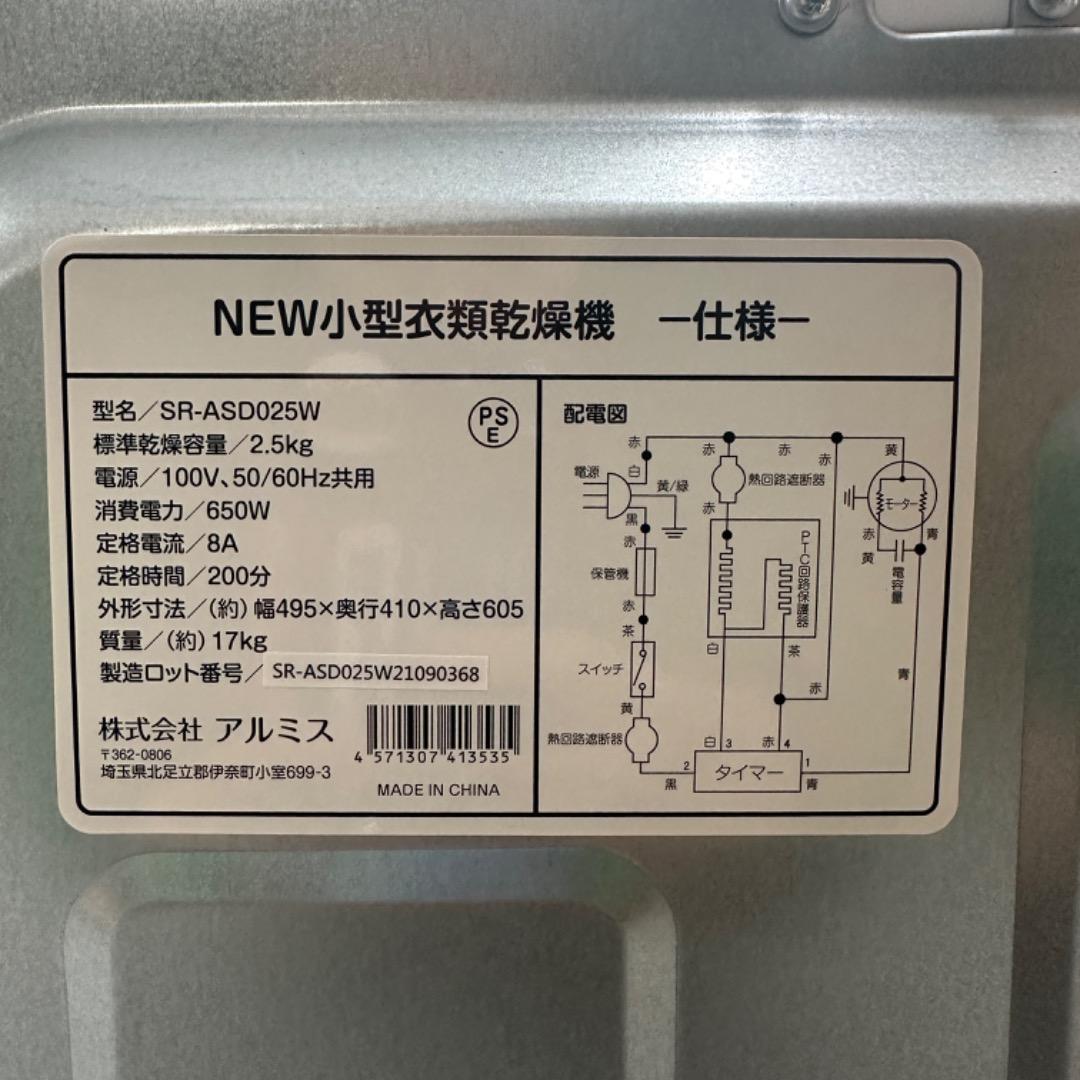 NEW小型衣類乾燥機 ー仕様ー
型名／SR-ASD025W
PS
E
標準乾燥容量／2.5kg
電源／100V、50/60Hz共用
消費電力／650W
定格電流／8A
定格時間／200分
外形寸法／(約) 幅495×奥行410×高さ605
質量／(約) 17kg
製造ロット番号／ SR-ASD025W21090368
株式会社 アルミス
〒362-0806
埼玉県北足立郡伊奈町小室699-3
4 571307 413535
MADE IN CHINA
配電図
赤
赤
赤
赤
黄
電源
白
黄/緑
熱回路遮断器
モーター
黒
赤
赤
青
赤
黄
保管機
PTC回路保護器
電容量
赤
茶
白
茶
スイッチ
赤
青
黄
熱回路遮断器
白 3
赤 4
2
タイマー
1
黒
青